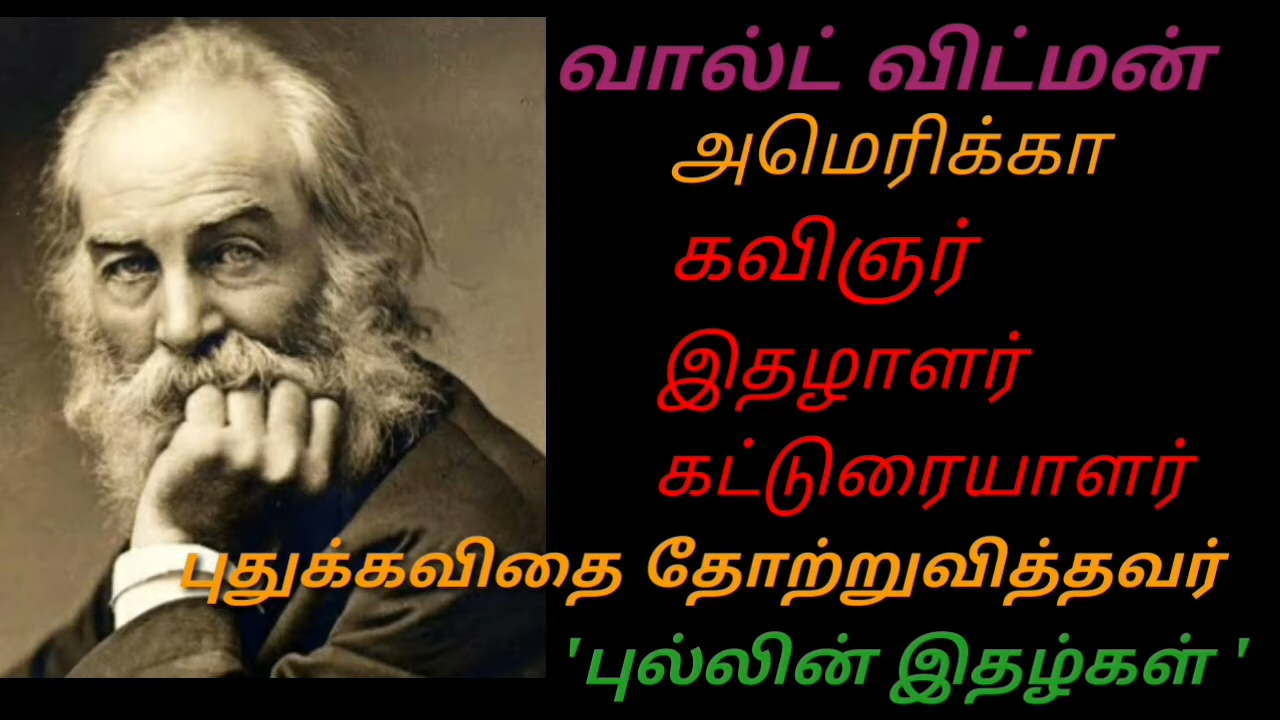 வால்ட் விட்மன்
அமெரிக்கா
கவிஞர்
இதழாளர்
கட்டுரையாளர்
புதுக்கவிதை தோற்றுவித்தவர்
'புல்லின் இதழ்கள் '